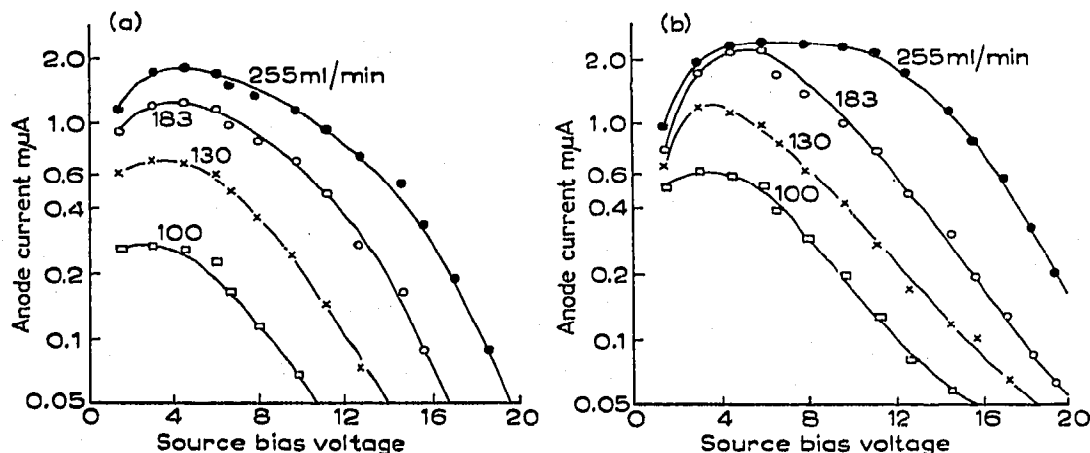 (a)
2.0
1.0
0.6
0.4
0.2
0.1
0.05
Anode current mμA
255ml/min
183
130
100
0 4 8 12 16 20
Source bias voltage
(b)
2.0
1.0
0.6
0.4
0.2
0.1
0.05
Anode current mμA
255ml/min
183
130
100
0 4 8 12 16 20
Source bias voltage